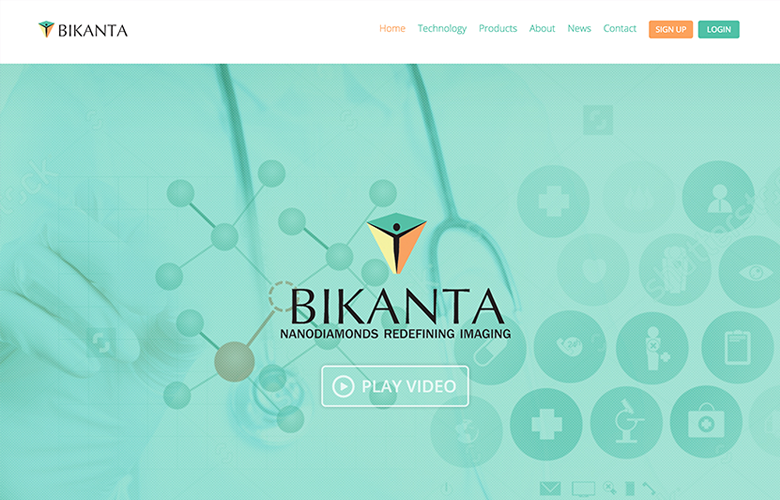 BIKANTA
Home Technology Products About News Contact SIGN UP LOGIN
BIKANTA
NANODIAMONDS REDEFINING IMAGING
PLAY VIDEO